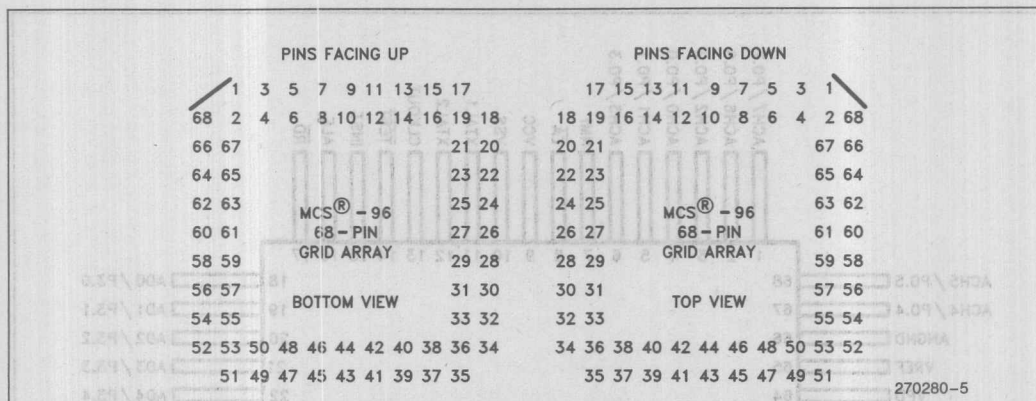 PINS FACING UP PINS FACING DOWN
1 3 5 7 9 11 13 15 17 17 15 13 11 9 7 5 3 1
68 2 4 6 8 10 12 14 16 19 18 18 19 16 14 12 10 8 6 4 2 68
66 67 21 20 20 21 67 66
64 65 23 22 22 23 65 64
62 63 MCS® - 96 25 24 24 25 MCS® - 96 63 62
60 61 68 - PIN 27 26 26 27 68 - PIN 61 60
58 59 GRID ARRAY 29 28 28 29 GRID ARRAY 59 58
56 57 31 30 30 31 57 56
BOTTOM VIEW TOP VIEW
54 55 33 32 32 33 55 54
52 53 50 48 46 44 42 40 38 36 34 34 36 38 40 42 44 46 48 50 53 52
51 49 47 45 43 41 39 37 35 35 37 39 41 43 45 47 49 51
270280-5